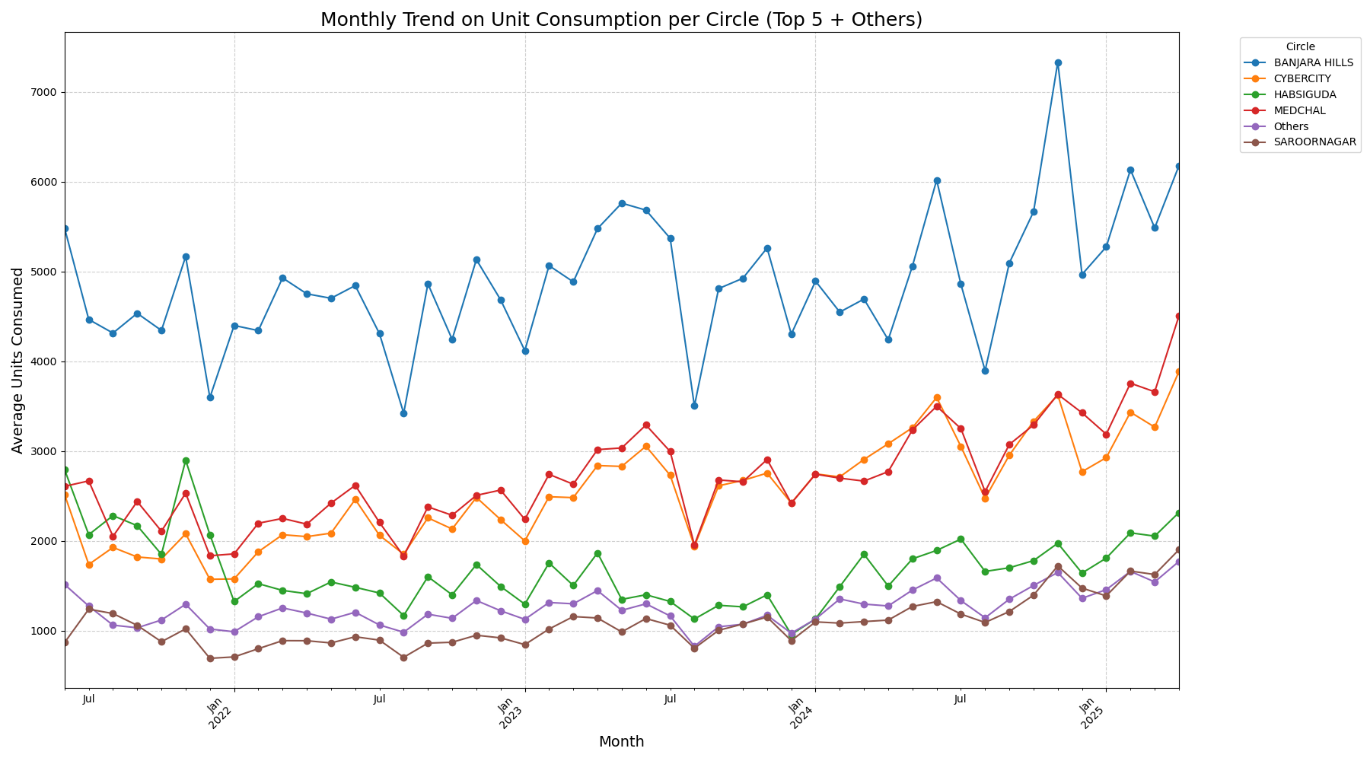 Monthly Trend on Unit Consumption per Circle (Top 5 + Others)
Circle
BANJARA HILLS
CYBERCITY
HABSIGUDA
MEDCHAL
Others
SAROORNAGAR
Average Units Consumed
7000
6000
5000
4000
3000
2000
1000
Jul
Jan
2022
Jul
Jan
2023
Jul
Jan
2024
Jul
Jan
2025
Month